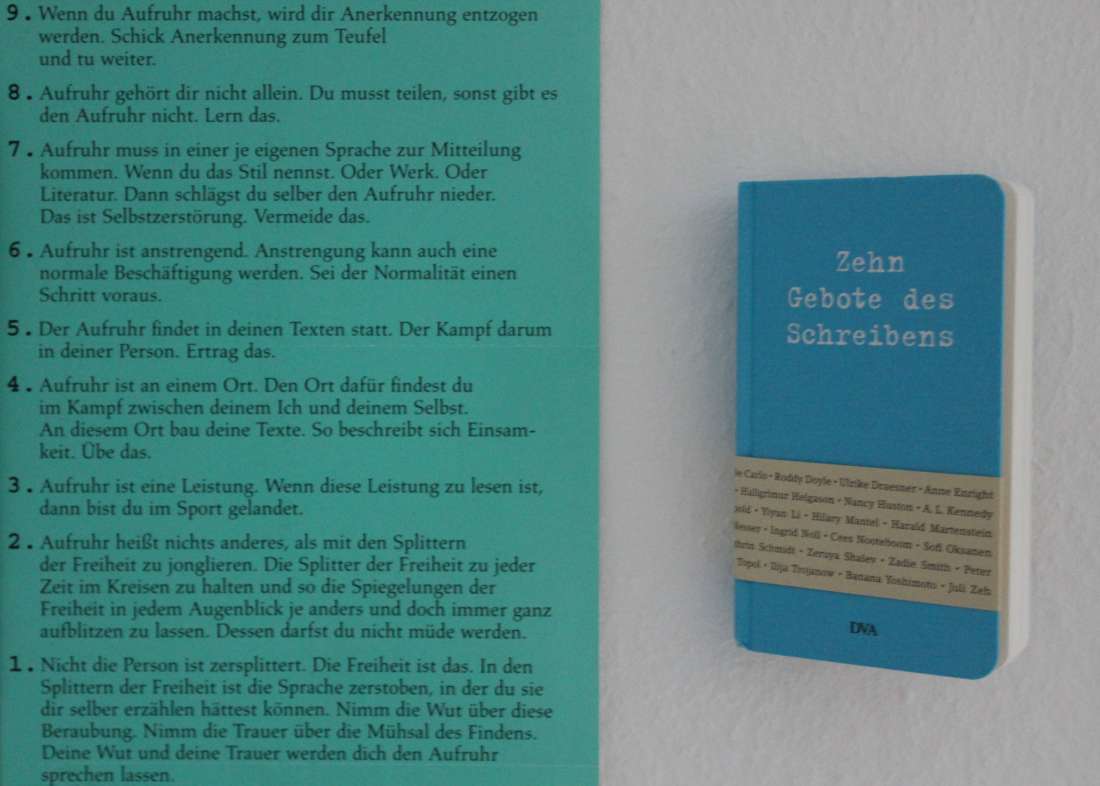 9. Wenn du Aufruhr machst, wird dir Anerkennung entzogen
werden. Schick Anerkennung zum Teufel
und tu weiter.
8. Aufruhr gehört dir nicht allein. Du musst teilen, sonst gibt es
den Aufruhr nicht. Lern das.
7. Aufruhr muss in einer je eigenen Sprache zur Mitteilung
kommen. Wenn du das Stil nennst. Oder Werk. Oder
Literatur. Dann schlägst du selber den Aufruhr nieder.
Das ist Selbstzerstörung. Vermeide das.
6. Aufruhr ist anstrengend. Anstrengung kann auch eine
normale Beschäftigung werden. Sei der Normalität einen
Schritt voraus.
5. Der Aufruhr findet in deinen Texten statt. Der Kampf darum
in deiner Person. Ertrag das.
4. Aufruhr ist an einem Ort. Den Ort dafür findest du
im Kampf zwischen deinem Ich und deinem Selbst.
An diesem Ort bau deine Texte. So beschreibt sich Einsam-
keit. Übe das.
3. Aufruhr ist eine Leistung. Wenn diese Leistung zu lesen ist,
dann bist du im Sport gelandet.
2. Aufruhr heißt nichts anderes, als mit den Splittern
der Freiheit zu jonglieren. Die Splitter der Freiheit zu jeder
Zeit im Kreisen zu halten und so die Spiegelungen der
Freiheit in jedem Augenblick je anders und doch immer ganz
aufblitzen zu lassen. Dessen darfst du nicht müde werden.
1. Nicht die Person ist zersplittert. Die Freiheit ist das. In den
Splittern der Freiheit ist die Sprache zerstoben, in der du sie
dir selber erzählen hättest können. Nimm die Wut über diese
Beraubung. Nimm die Trauer über die Mühsal des Findens.
Deine Wut und deine Trauer werden dich den Aufruhr
sprechen lassen.
Zehn
Gebote des
Schreibens
Carlo • Roddy Doyle • Ulrike Draesner • Anne Enright
• Hallgrímur Helgason • Nancy Huston • A. L. Kennedy
• Yiyun Li • Hilary Mantel • Harald Martenstein
• Ingrid Noll • Cees Nooteboom • Sofi Oksanen
Schmidt • Zeruya Shalev • Zadie Smith • Peter
Topol • Ilija Trojanow • Banana Yoshimoto • Juli Zeh
DVA